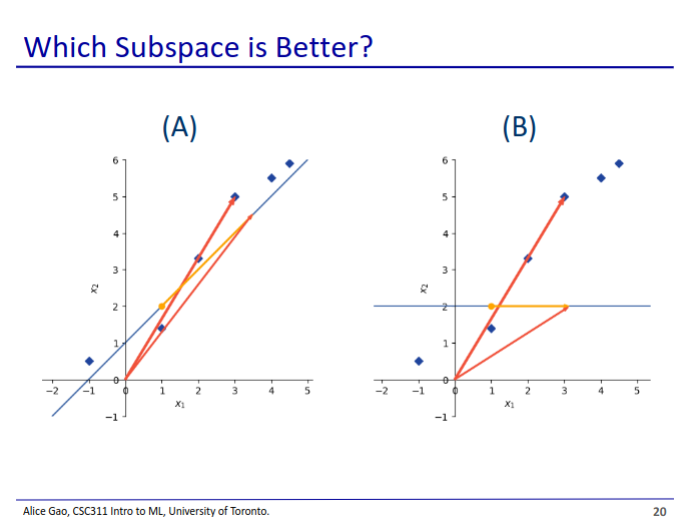 Which Subspace is Better?
(A)
(B)
6
5
4
3
2
1
0
−1
−2 −1 0 1 2 3 4 5
x₂
x₁
6
5
4
3
2
1
0
−1
−2 −1 0 1 2 3 4 5
x₂
x₁
Alice Gao, CSC311 Intro to ML, University of Toronto.
20